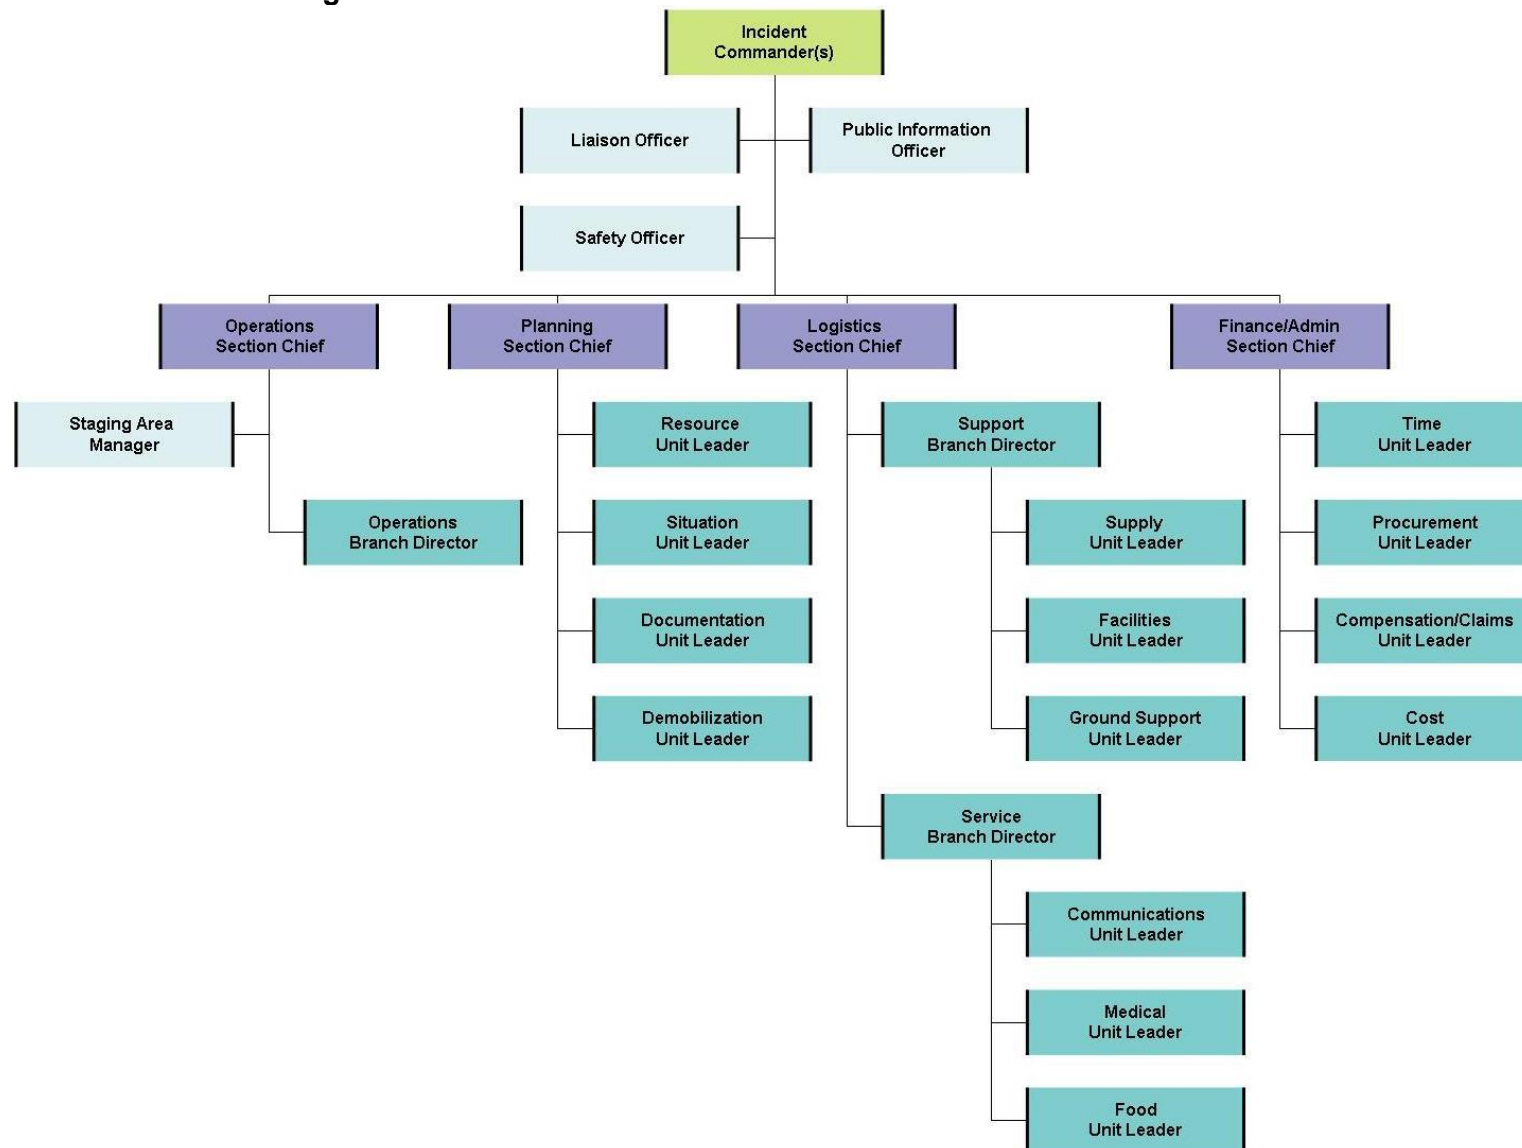 Incident
Commander(s)
Liaison Officer
Public Information
Officer
Safety Officer
Operations
Section Chief
Planning
Section Chief
Logistics
Section Chief
Finance/Admin
Section Chief
Staging Area
Manager
Resource
Unit Leader
Support
Branch Director
Time
Unit Leader
Operations
Branch Director
Situation
Unit Leader
Supply
Unit Leader
Procurement
Unit Leader
Documentation
Unit Leader
Facilities
Unit Leader
Compensation/Claims
Unit Leader
Demobilization
Unit Leader
Ground Support
Unit Leader
Cost
Unit Leader
Service
Branch Director
Communications
Unit Leader
Medical
Unit Leader
Food
Unit Leader